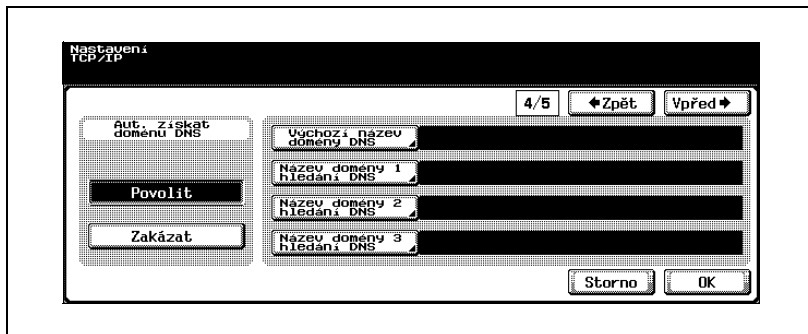 Nastavení
TCP/IP
4/5
Zpět
Vpřed
Aut. získat
doménu DNS
Povolit
Zakázat
Výchozí název
domény DNS
Název domény 1
hledání DNS
Název domény 2
hledání DNS
Název domény 3
hledání DNS
Storno
OK